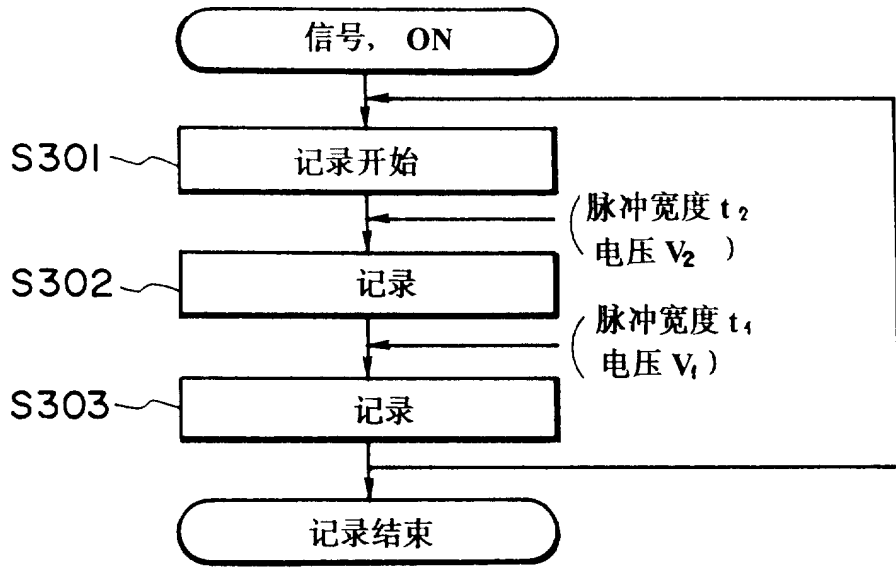 信号, ON
S301
记录开始
(脉冲宽度 t₂
电压 V₂ )
S302
记录
(脉冲宽度 t₁
电压 V₁ )
S303
记录
记录结束